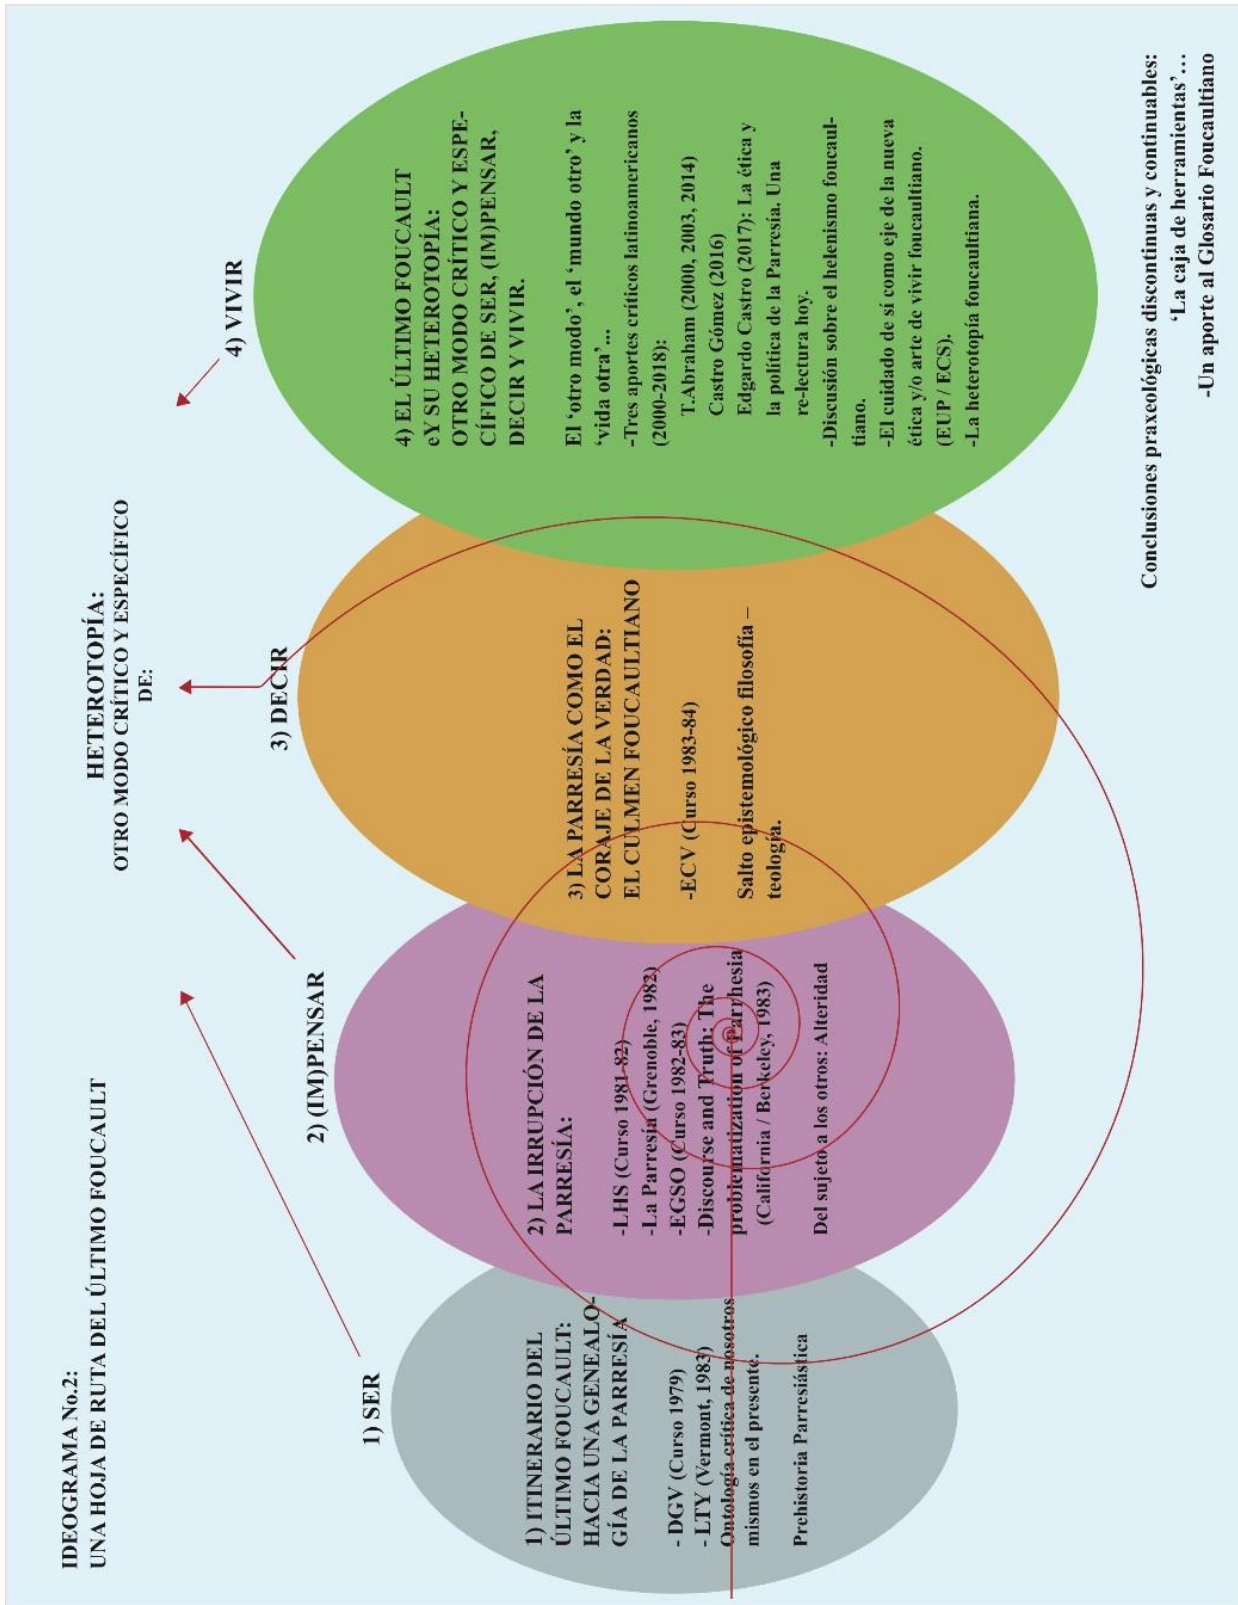 IDEOGRAMA No.2:
UNA HOJA DE RUTA DEL ÚLTIMO FOUCAULT
HETEROTOPÍA:
OTRO MODO CRÍTICO Y ESPECÍFICO
DE:
1) SER
2) (IM)PENSAR
3) DECIR
4) VIVIR
1) ITINERARIO DEL
ÚLTIMO FOUCAULT:
HACIA UNA GENEALO-
GÍA DE LA PARRESÍA
- DGV (Curso 1979)
- LTY (Vermont, 1983)
Ontología crítica de nosotros
mismos en el presente.
Prehistoria Parresiástica
2) LA IRRUPCIÓN DE LA
PARRESÍA:
-LHS (Curso 1981-82)
-La Parresía (Grenoble, 1982)
-EGSO (Curso 1982-83)
-Discourse and Truth: The
problematization of Parrhesia
(California / Berkeley, 1983)
Del sujeto a los otros: Alteridad
3) LA PARRESÍA COMO EL
CORAJE DE LA VERDAD:
EL CULMEN FOUCAULTIANO
-ECV (Curso 1983-84)
Salto epistemológico filosofía –
teología.
4) EL ÚLTIMO FOUCAULT
eY SU HETEROTOPÍA:
OTRO MODO CRÍTICO Y ESPE-
CÍFICO DE SER, (IM)PENSAR,
DECIR Y VIVIR.
El ‘otro modo’, el ‘mundo otro’ y la
‘vida otra’...
-Tres aportes críticos latinoamericanos
(2000-2018):
T.Abraham (2000, 2003, 2014)
Castro Gómez (2016)
Edgardo Castro (2017): La ética y
la política de la Parresía. Una
re-lectura hoy.
-Discusión sobre el helenismo foucaul-
tiano.
-El cuidado de sí como eje de la nueva
ética y/o arte de vivir foucaultiano.
(EUP / ECS).
-La heterotopía foucaultiana.
Conclusiones praxeológicas discontinuas y continuables:
‘La caja de herramientas’...
-Un aporte al Glosario Foucaultiano